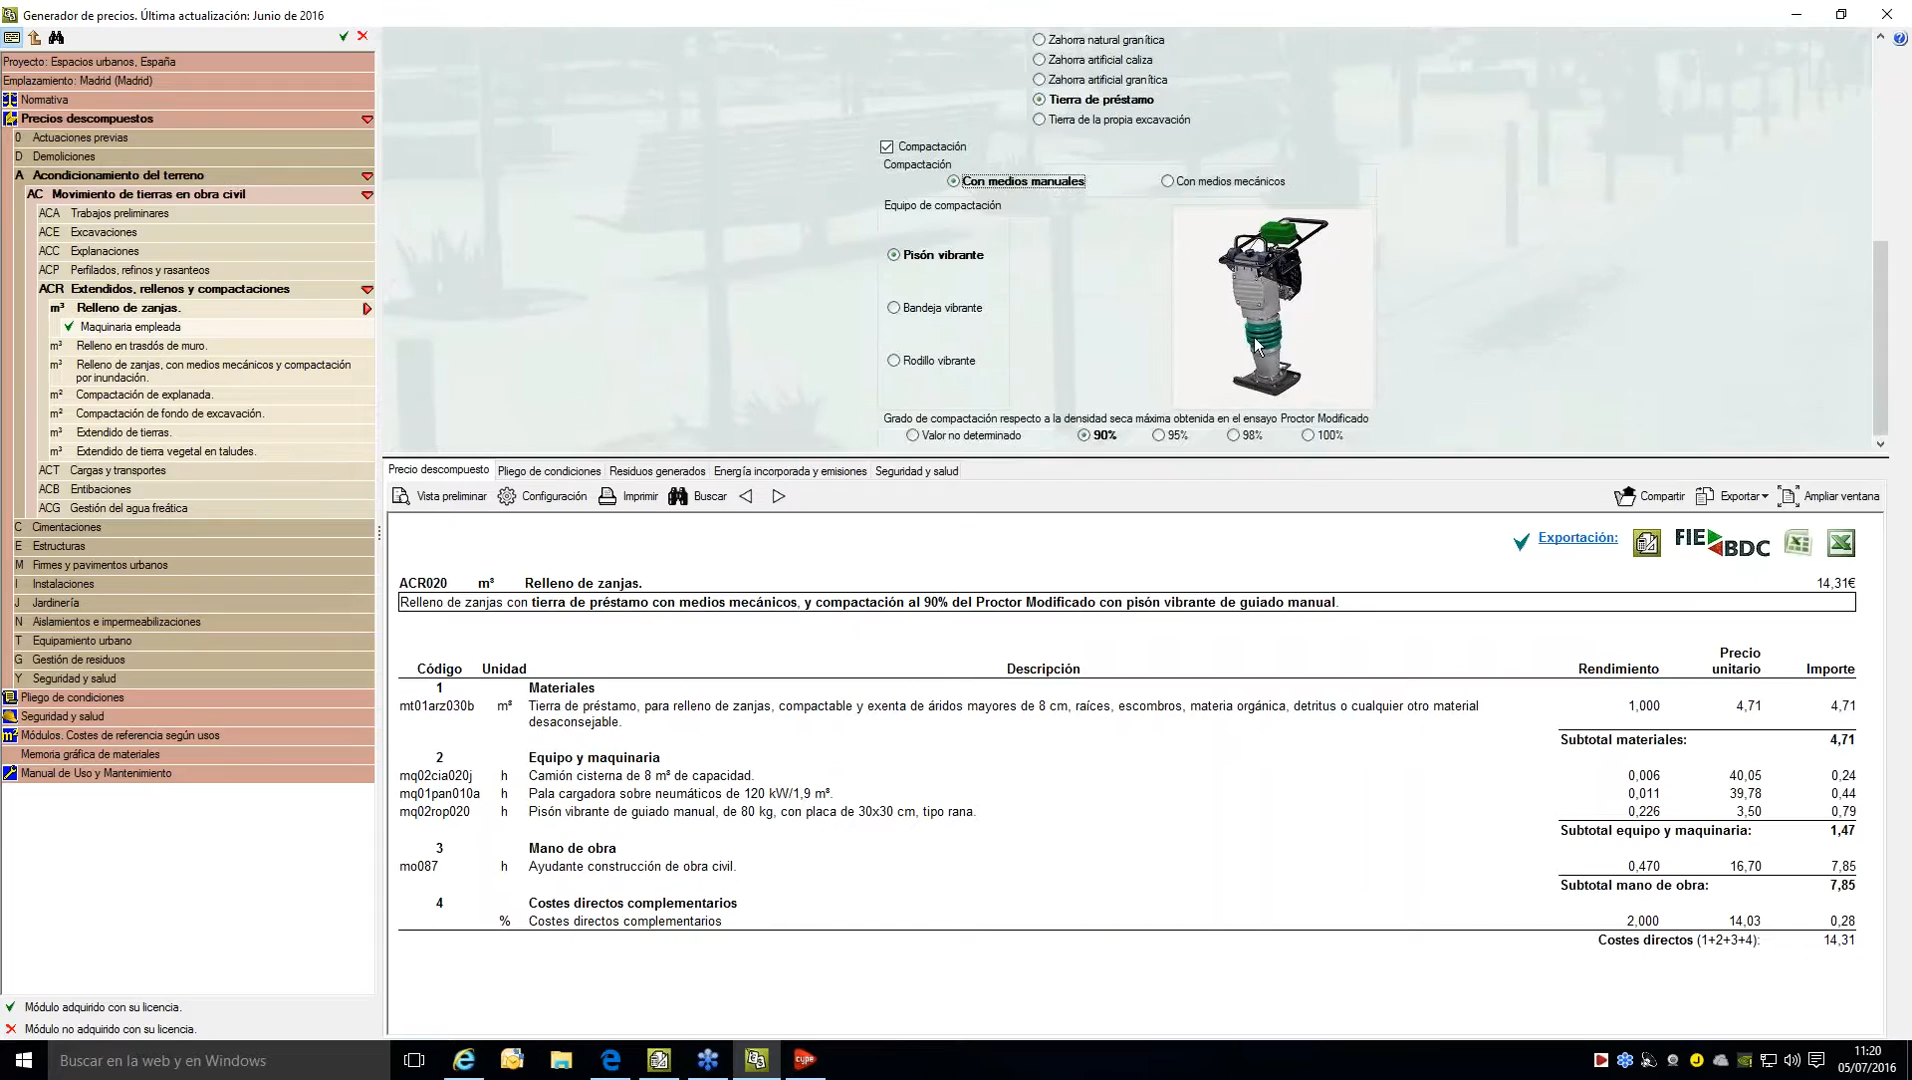 Generador de precios. Última actualización: Junio de 2016
Proyecto: Espacios urbanos, España
Emplazamiento: Madrid (Madrid)
Normativa
Precios descompuestos
0 Actuaciones previas
D Demoliciones
A Acondicionamiento del terreno
AC Movimiento de tierras en obra civil
ACA Trabajos preliminares
ACE Excavaciones
ACC Explanaciones
ACP Perfilados, refinos y rasanteos
ACR Extendidos, rellenos y compactaciones
m³ Relleno de zanjas.
Maquinaria empleada
m³ Relleno en trasdós de muro.
m³ Relleno de zanjas, con medios mecánicos y compactación
por inundación.
m² Compactación de explanada.
m² Compactación de fondo de excavación.
m³ Extendido de tierras.
m³ Extendido de tierra vegetal en taludes.
ACT Cargas y transportes
ACB Entibaciones
ACG Gestión del agua freática
C Cimentaciones
E Estructuras
M Firmes y pavimentos urbanos
I Instalaciones
J Jardinería
N Aislamientos e impermeabilizaciones
T Equipamiento urbano
G Gestión de residuos
Y Seguridad y salud
Pliego de condiciones
Seguridad y salud
Módulos. Costes de referencia según usos
Memoria gráfica de materiales
Manual de Uso y Mantenimiento
Módulo adquirido con su licencia.
Módulo no adquirido con su licencia.
Zahorra natural granítica
Zahorra artificial caliza
Zahorra artificial granítica
Tierra de préstamo
Tierra de la propia excavación
Compactación
Compactación
Con medios manuales Con medios mecánicos
Equipo de compactación
Pisón vibrante
Bandeja vibrante
Rodillo vibrante
Grado de compactación respecto a la densidad seca máxima obtenida en el ensayo Proctor Modificado
Valor no determinado 90% 95% 98% 100%
Precio descompuesto Pliego de condiciones Residuos generados Energía incorporada y emisiones Seguridad y salud
Vista preliminar Configuración Imprimir Buscar Compartir Exportar Ampliar ventana
Exportación: FIE BDC
ACR020 m³ Relleno de zanjas. 14,31€
Relleno de zanjas con tierra de préstamo con medios mecánicos, y compactación al 90% del Proctor Modificado con pisón vibrante de guiado manual.
Código Unidad Descripción Rendimiento Precio unitario Importe
1 Materiales
mt01arz030b m³ Tierra de préstamo, para relleno de zanjas, compactable y exenta de áridos mayores de 8 cm, raíces, escombros, materia orgánica, detritus o cualquier otro material 1,000 4,71 4,71
desaconsejable.
Subtotal materiales: 4,71
2 Equipo y maquinaria
mq02cia020j h Camión cisterna de 8 m³ de capacidad. 0,006 40,05 0,24
mq01pan010a h Pala cargadora sobre neumáticos de 120 kW/1,9 m³. 0,011 39,78 0,44
mq02rop020 h Pisón vibrante de guiado manual, de 80 kg, con placa de 30x30 cm, tipo rana. 0,226 3,50 0,79
Subtotal equipo y maquinaria: 1,47
3 Mano de obra
mo087 h Ayudante construcción de obra civil. 0,470 16,70 7,85
Subtotal mano de obra: 7,85
4 Costes directos complementarios
% Costes directos complementarios 2,000 14,03 0,28
Costes directos (1+2+3+4): 14,31
Buscar en la web y en Windows
cype
11:20
05/07/2016